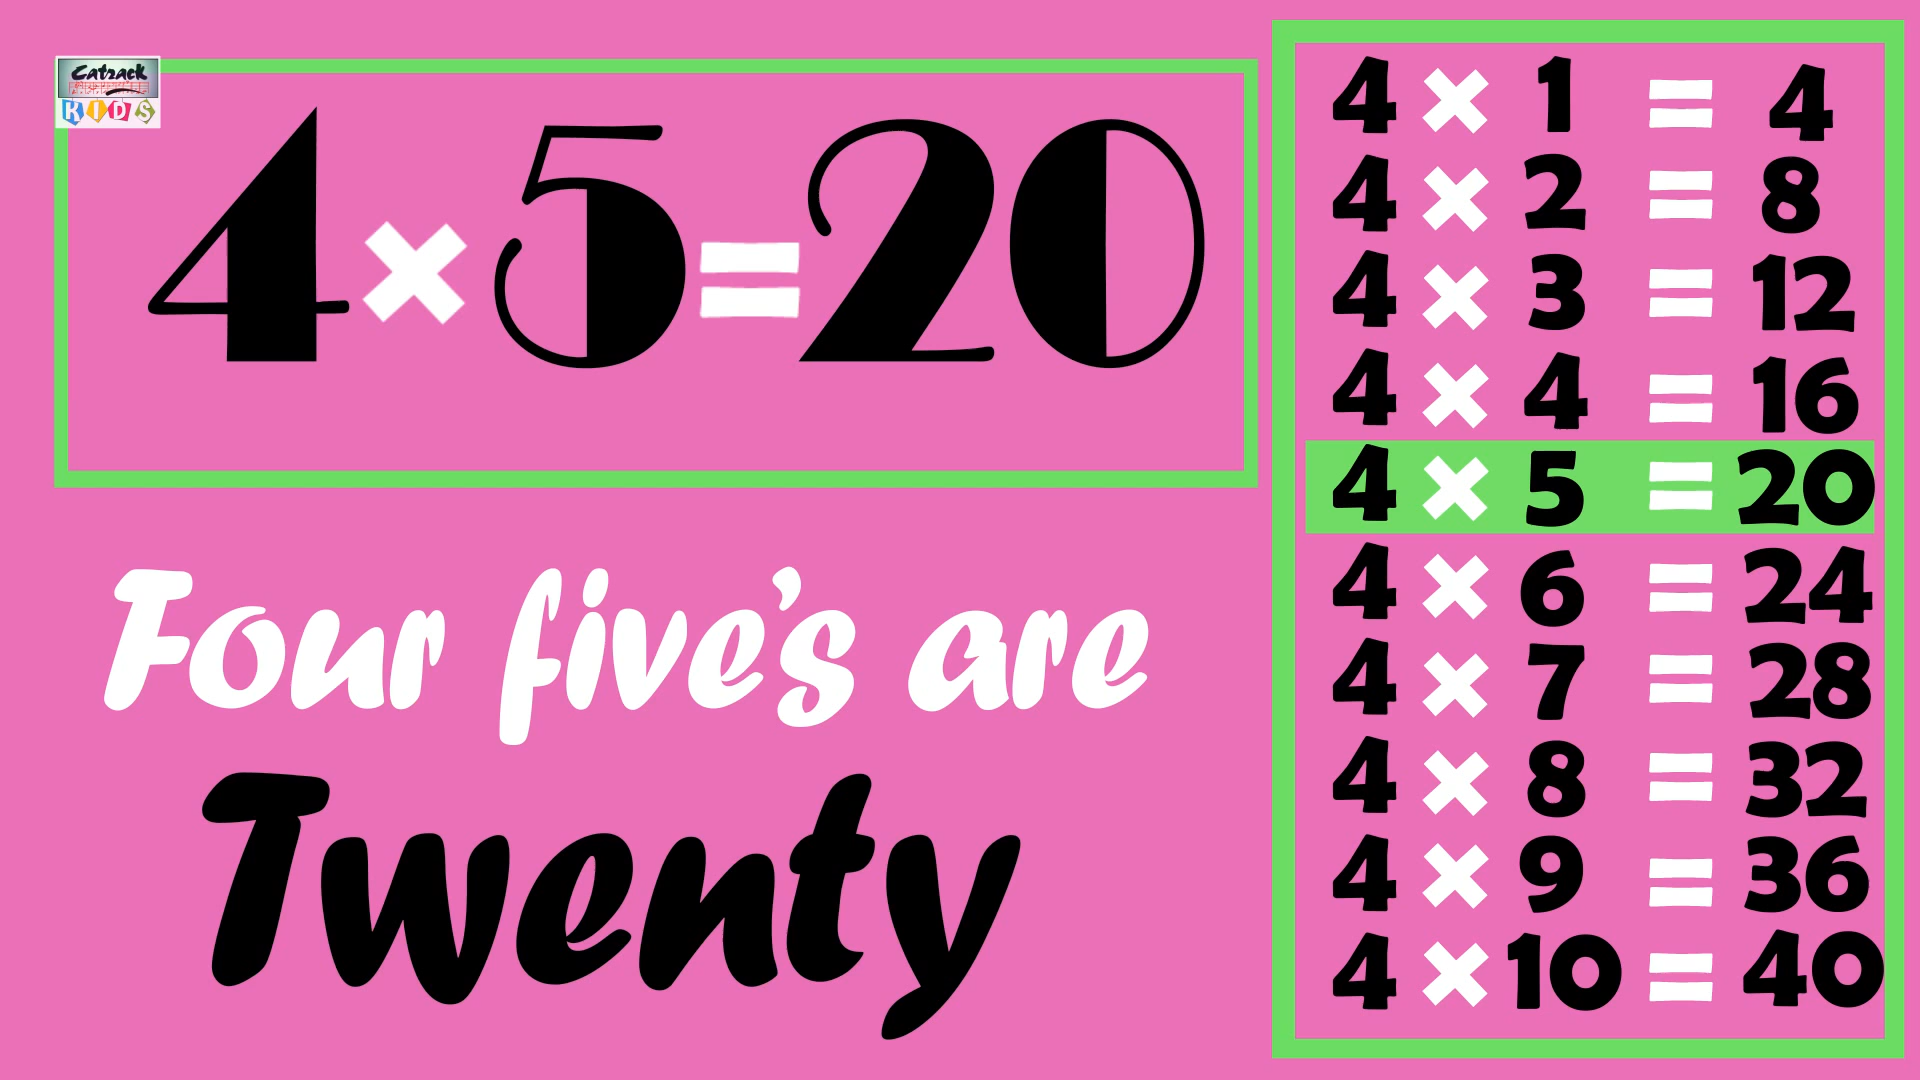 Catrack
KIDS
4×5=20
Four five's are
Twenty
4 × 1 = 4
4 × 2 = 8
4 × 3 = 12
4 × 4 = 16
4 × 5 = 20
4 × 6 = 24
4 × 7 = 28
4 × 8 = 32
4 × 9 = 36
4 × 10 = 40